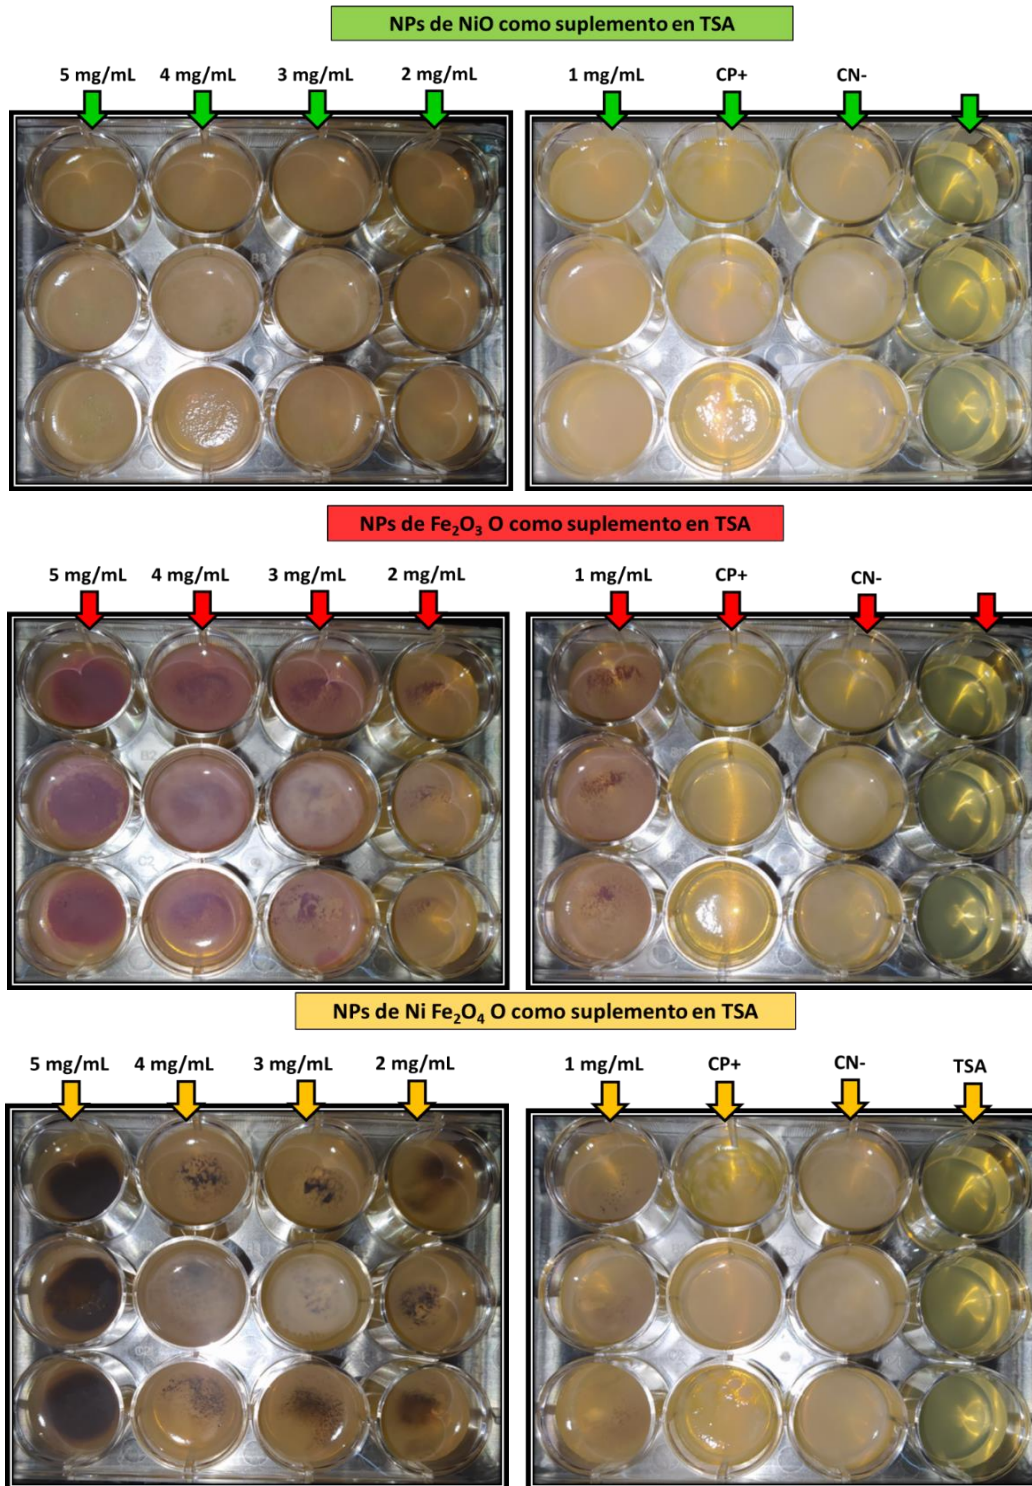 NPs de NiO como suplemento en TSA
5 mg/mL 4 mg/mL 3 mg/mL 2 mg/mL 1 mg/mL CP+ CN-
NPs de Fe₂O₃ O como suplemento en TSA
5 mg/mL 4 mg/mL 3 mg/mL 2 mg/mL 1 mg/mL CP+ CN-
NPs de Ni Fe₂O₄ O como suplemento en TSA
5 mg/mL 4 mg/mL 3 mg/mL 2 mg/mL 1 mg/mL CP+ CN- TSA